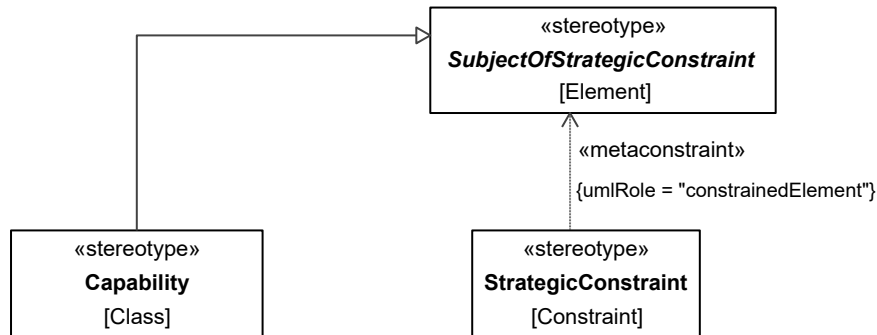 «stereotype»
SubjectOfStrategicConstraint
[Element]
«metaconstraint»
{umlRole = "constrainedElement"}
«stereotype»
Capability
[Class]
«stereotype»
StrategicConstraint
[Constraint]